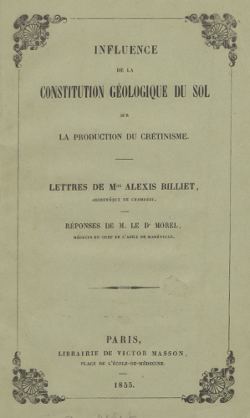 INFLUENCE
DE LA
CONSTITUTION GÉOLOGIQUE DU SOL
SUR
LA PRODUCTION DU CRÉTINISME.
LETTRES DE Mgr ALEXIS BILLIET,
ARCHEVÊQUE DE CHAMBÉRY,
RÉPONSES DE M. LE Dr MOREL,
MÉDECIN EN CHEF DE L'ASILE DE MARÉVILLE.
PARIS,
LIBRAIRIE DE VICTOR MASSON,
PLACE DE L'ÉCOLE-DE-MÉDECINE.
1855.